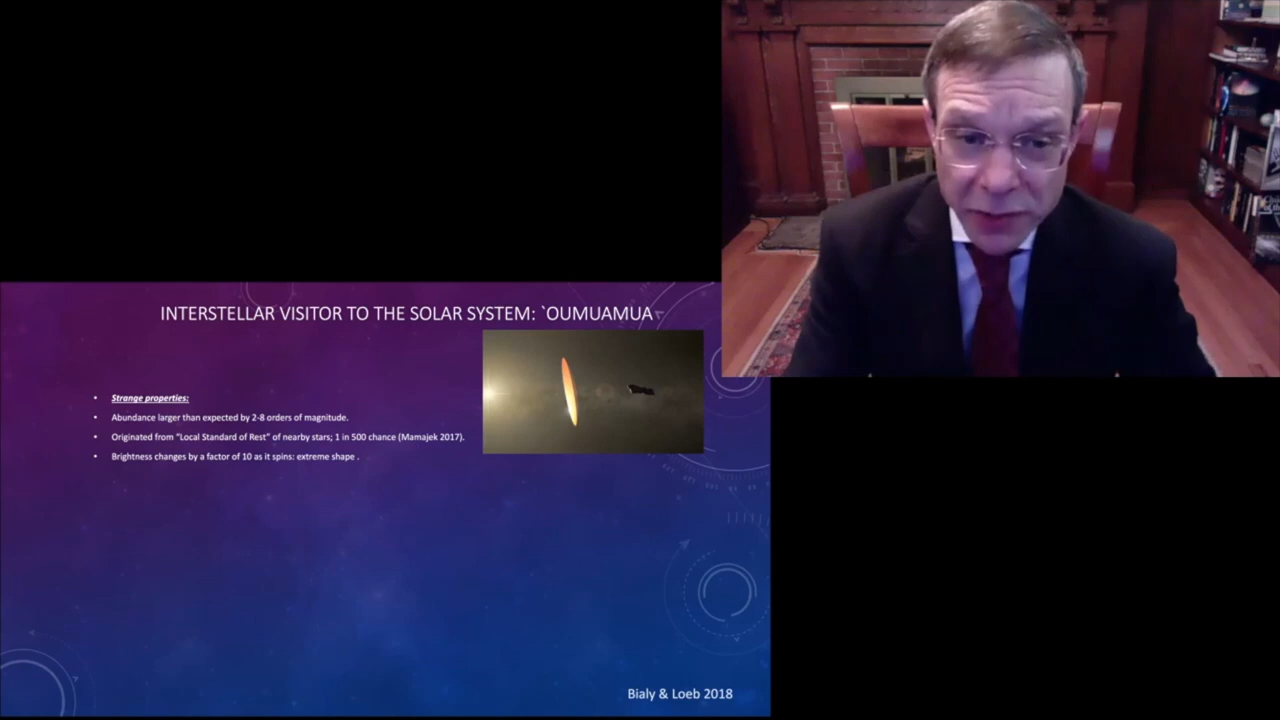 INTERSTELLAR VISITOR TO THE SOLAR SYSTEM: `OUMUAMUA
• Strange properties:
• Abundance larger than expected by 2-8 orders of magnitude.
• Originated from “Local Standard of Rest” of nearby stars; 1 in 500 chance (Mamajek 2017).
• Brightness changes by a factor of 10 as it spins: extreme shape .
Bialy & Loeb 2018